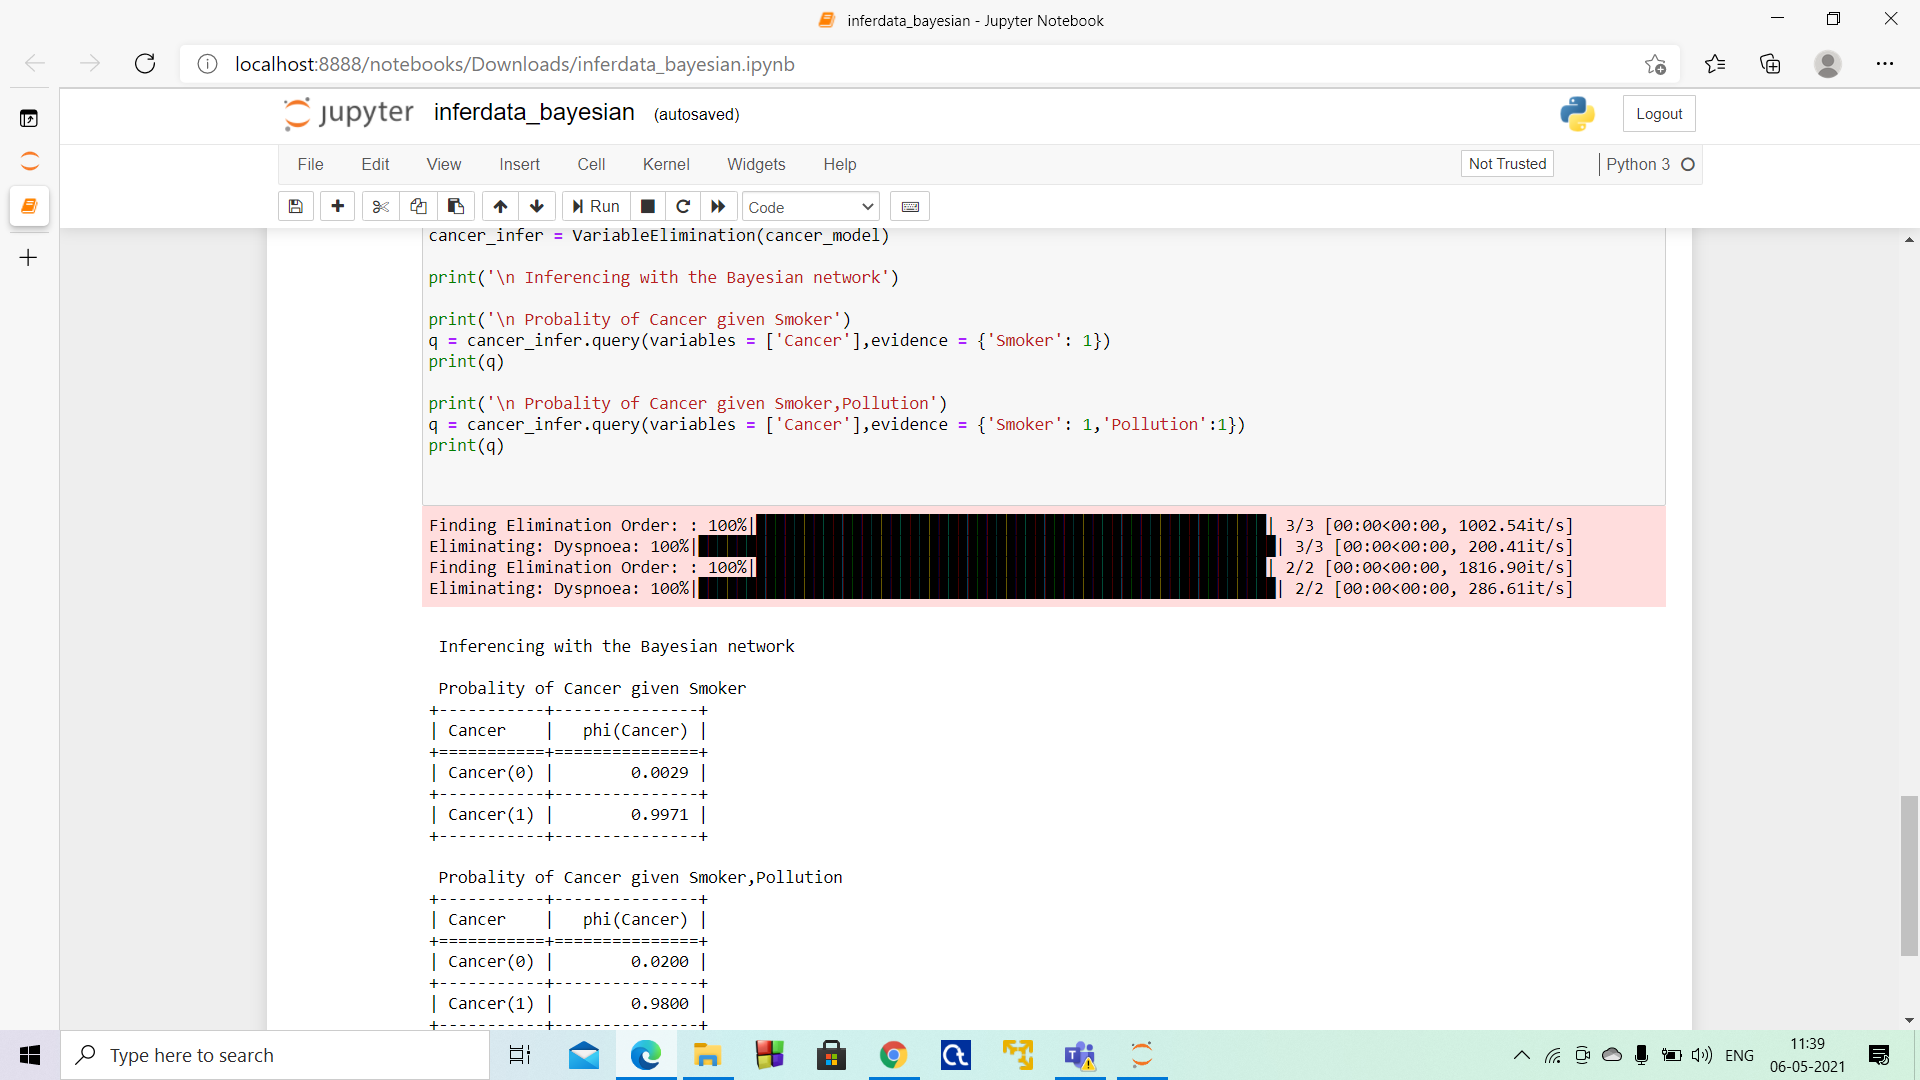 inferdata_bayesian - Jupyter Notebook
localhost:8888/notebooks/Downloads/inferdata_bayesian.ipynb
jupyter inferdata_bayesian (autosaved)
Logout
File Edit View Insert Cell Kernel Widgets Help
Not Trusted
Python 3
Run
Code
cancer_infer = VariableElimination(cancer_model)
print('\n Inferencing with the Bayesian network')
print('\n Probality of Cancer given Smoker')
q = cancer_infer.query(variables = ['Cancer'],evidence = {'Smoker': 1})
print(q)
print('\n Probality of Cancer given Smoker,Pollution')
q = cancer_infer.query(variables = ['Cancer'],evidence = {'Smoker': 1,'Pollution':1})
print(q)
Finding Elimination Order: : 100%| | 3/3 [00:00<00:00, 1002.54it/s]
Eliminating: Dyspnoea: 100%| | 3/3 [00:00<00:00, 200.41it/s]
Finding Elimination Order: : 100%| | 2/2 [00:00<00:00, 1816.90it/s]
Eliminating: Dyspnoea: 100%| | 2/2 [00:00<00:00, 286.61it/s]
Inferencing with the Bayesian network
Probality of Cancer given Smoker
+-----------+---------------+
| Cancer    |   phi(Cancer) |
+===========+===============+
| Cancer(0) |        0.0029 |
+-----------+---------------+
| Cancer(1) |        0.9971 |
+-----------+---------------+
Probality of Cancer given Smoker,Pollution
+-----------+---------------+
| Cancer    |   phi(Cancer) |
+===========+===============+
| Cancer(0) |        0.0200 |
+-----------+---------------+
| Cancer(1) |        0.9800 |
+-----------+---------------+
Type here to search
ENG
11:39
06-05-2021